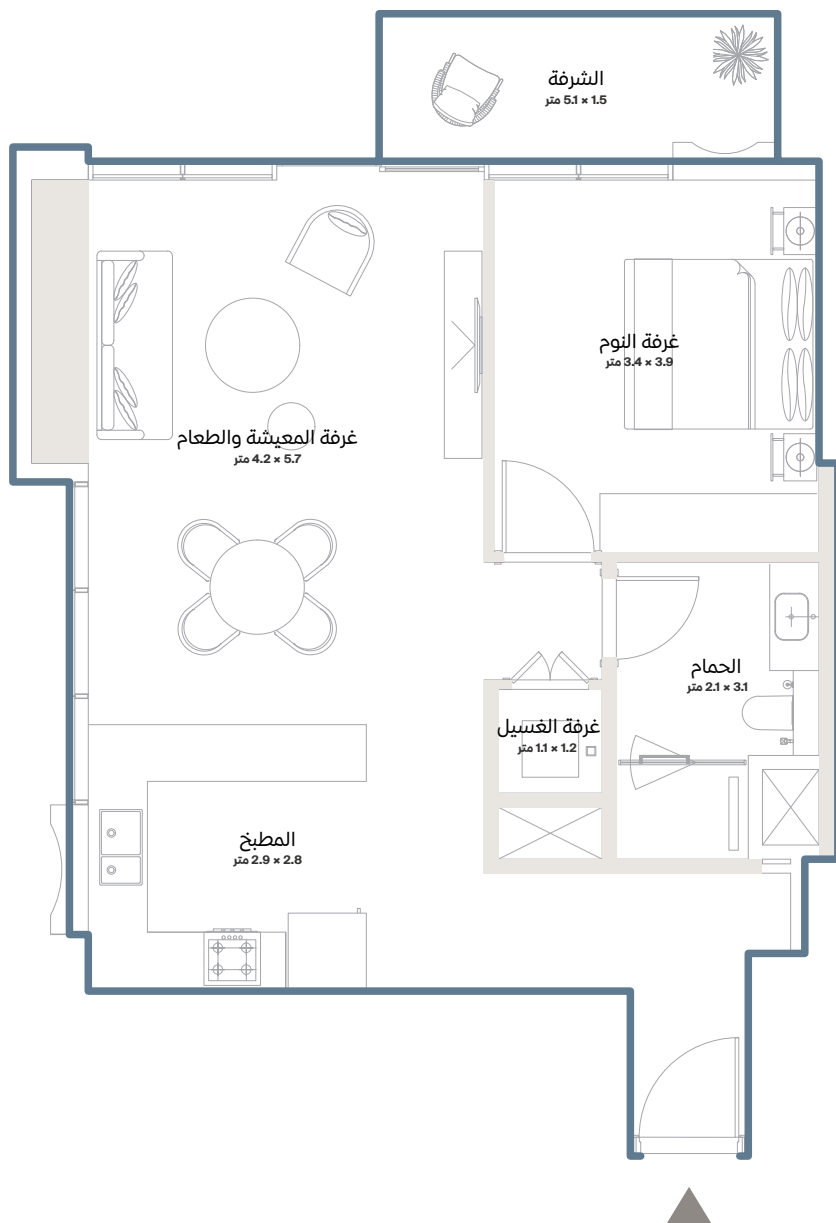 الشرفة
5.1 × 1.5 متر
غرفة النوم
3.4 × 3.9 متر
غرفة المعيشة والطعام
4.2 × 5.7 متر
الحمام
2.1 × 3.1 متر
غرفة الغسيل
1.1 × 1.2 متر
المطبخ
2.9 × 2.8 متر